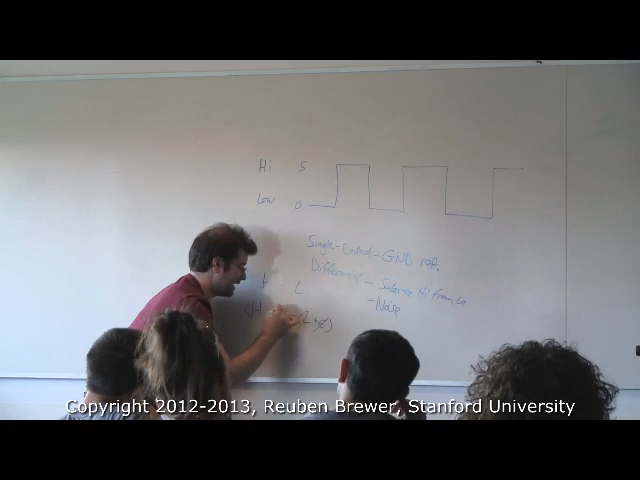 Hi 5
Low 0
Single-Ended - GND ref.
Differential - Subtract Hi from Lo
- Noise
H L
(H
Copyright 2012-2013, Reuben Brewer, Stanford University